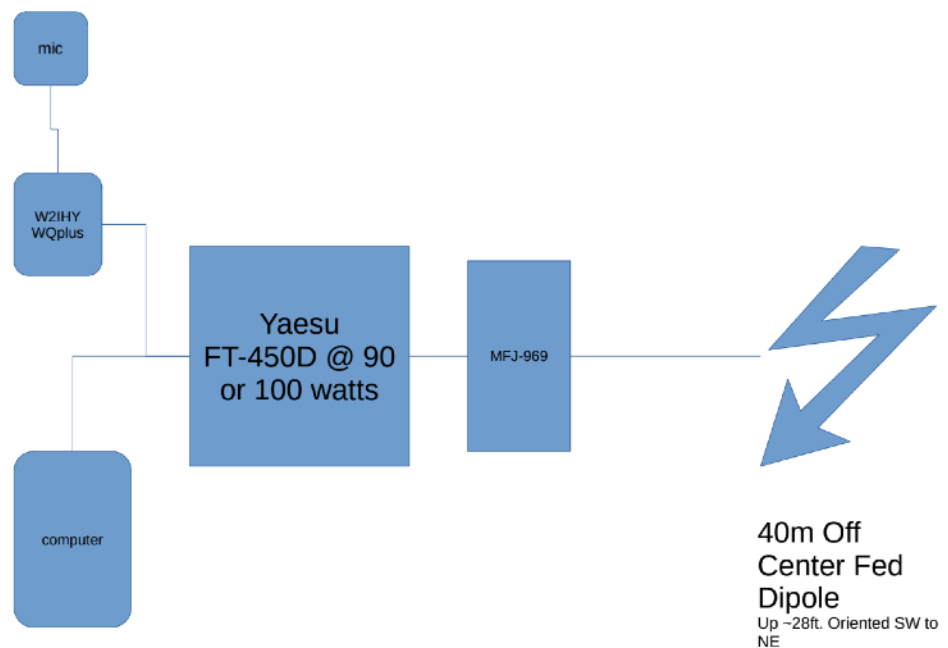 mic
W2IHY
WQplus
Yaesu
FT-450D @ 90
or 100 watts
MFJ-969
computer
40m Off
Center Fed
Dipole
Up ~28ft. Oriented SW to
NE